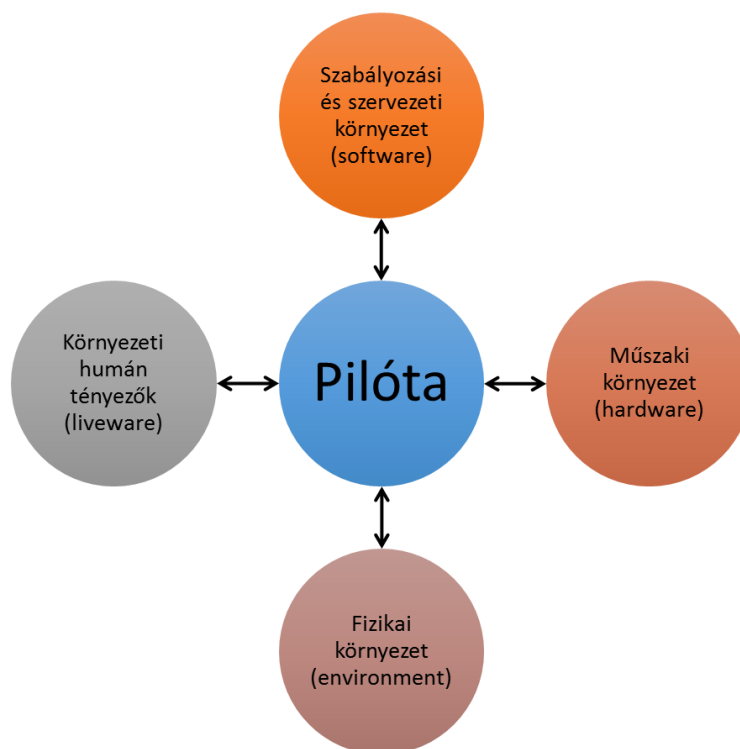 Szabályozási
és szervezeti
környezet
(software)
Környezeti
humán
tényezők
(liveware)
Pilóta
Műszaki
környezet
(hardware)
Fizikai
környezet
(environment)